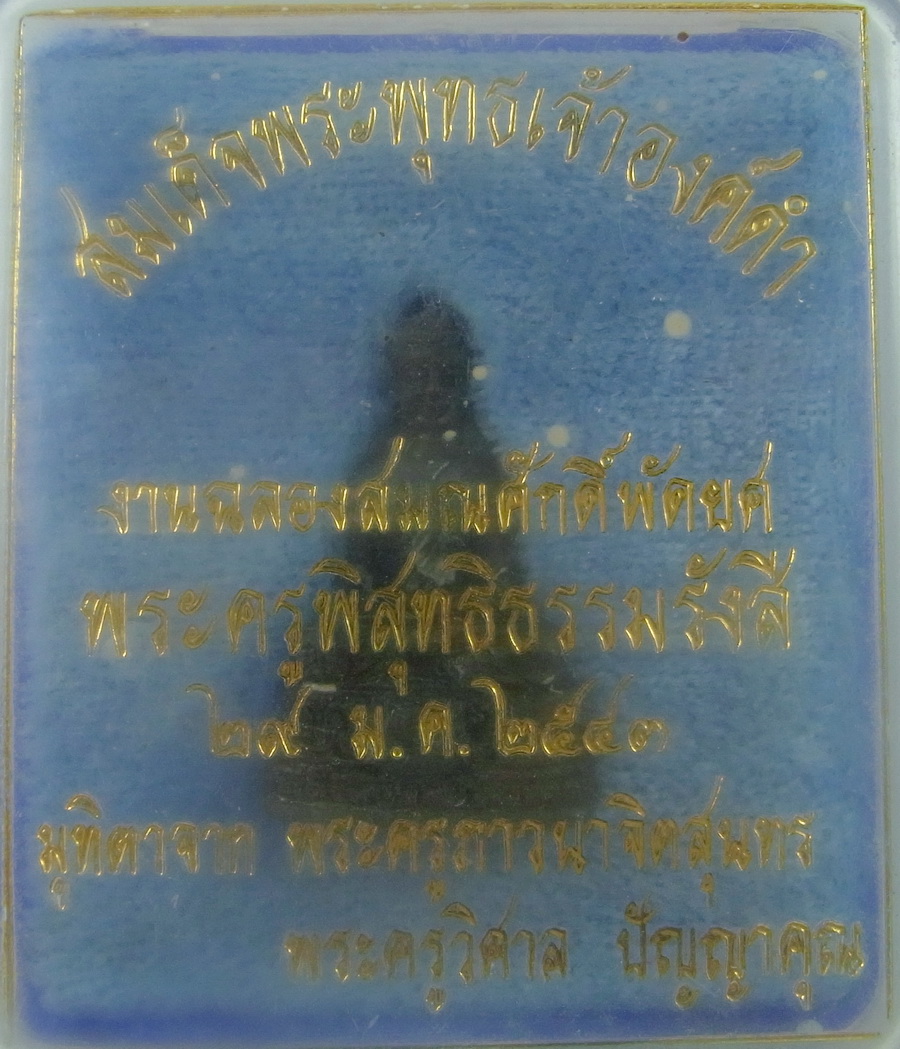 สมเด็จพระพุทธเจ้าองค์ดำ
งานฉลองสมณศักดิ์พัดยศ
พระครูพิสุทธิธรรมรังสี
๒๙ ม.ค. ๒๕๔๓
มุทิตาจาก พระครูภาวนาจิตสุนทร
พระครูวิศาล ปัญญาคุณ